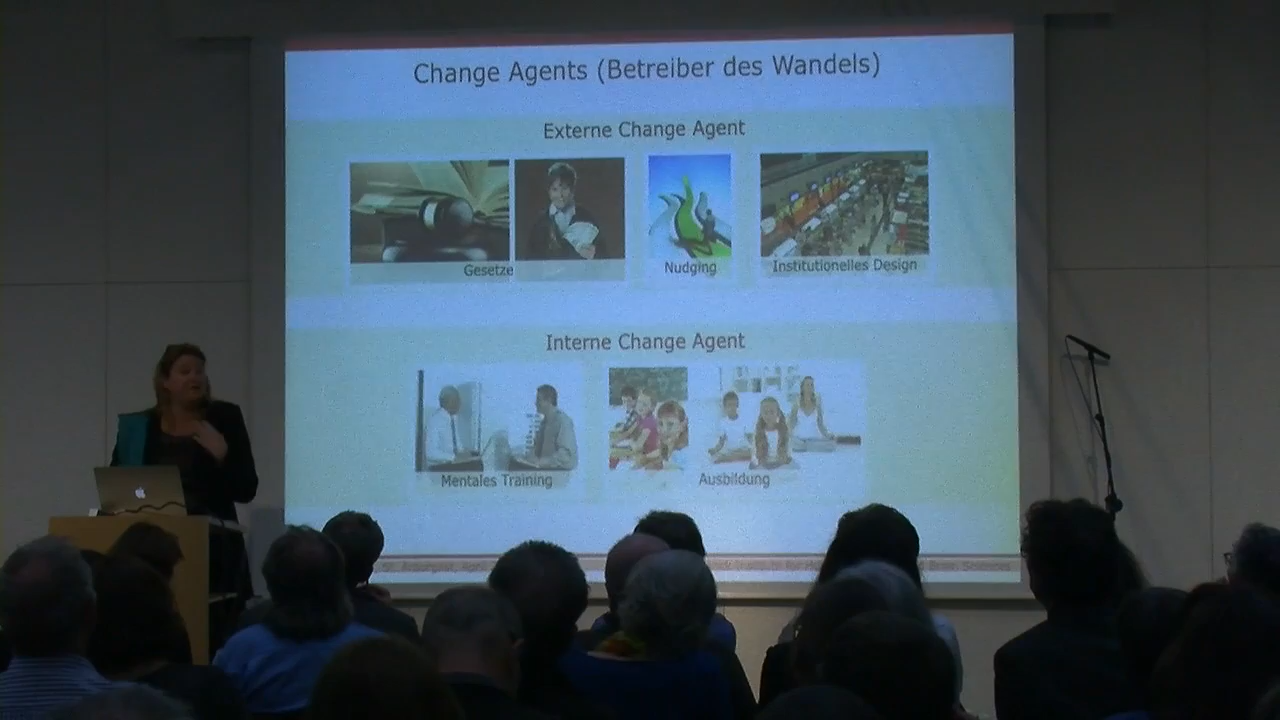 Change Agents (Betreiber des Wandels)
Externe Change Agent
Gesetze
Nudging
Institutionelles Design
Interne Change Agent
Mentales Training
Ausbildung